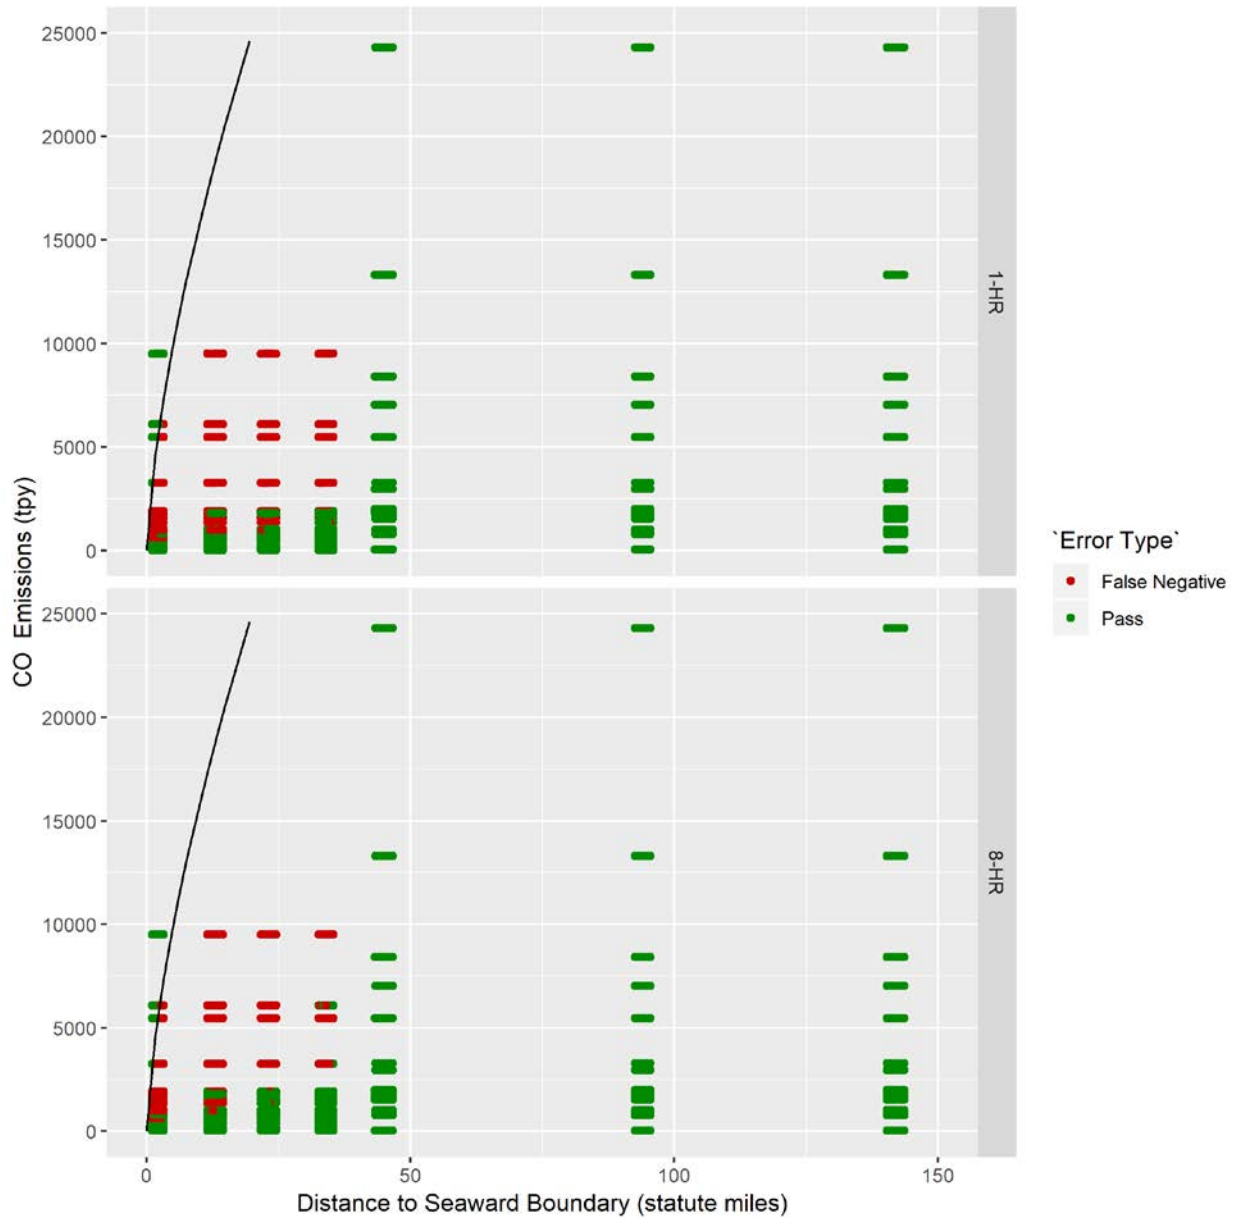 25000
20000
15000
10000
5000
0
1-HR
25000
20000
15000
10000
5000
0
8-HR
CO Emissions (tpy)
0
50
100
150
Distance to Seaward Boundary (statute miles)
`Error Type`
False Negative
Pass